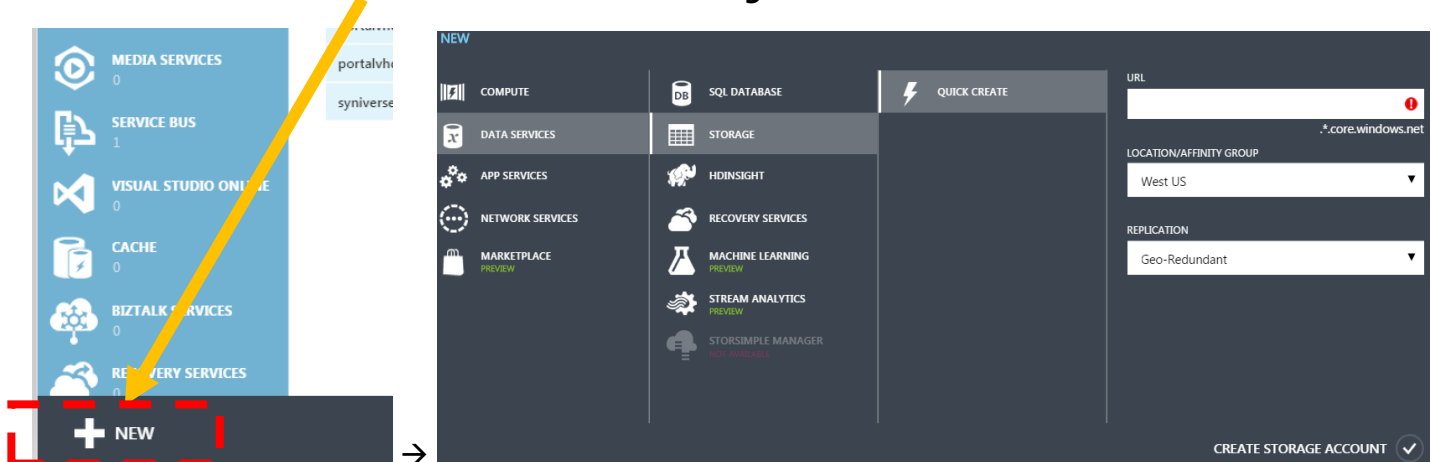 MEDIA SERVICES
0
SERVICE BUS
1
VISUAL STUDIO ONLINE
0
CACHE
0
BIZTALK SERVICES
0
RECOVERY SERVICES
0
NEW
portalvh
syniverse
→
NEW
COMPUTE
DATA SERVICES
APP SERVICES
NETWORK SERVICES
MARKETPLACE
PREVIEW
DB
SQL DATABASE
STORAGE
HDINSIGHT
RECOVERY SERVICES
MACHINE LEARNING
PREVIEW
STREAM ANALYTICS
PREVIEW
STORSIMPLE MANAGER
NOT AVAILABLE
QUICK CREATE
URL
.*.core.windows.net
LOCATION/AFFINITY GROUP
West US
REPLICATION
Geo-Redundant
CREATE STORAGE ACCOUNT